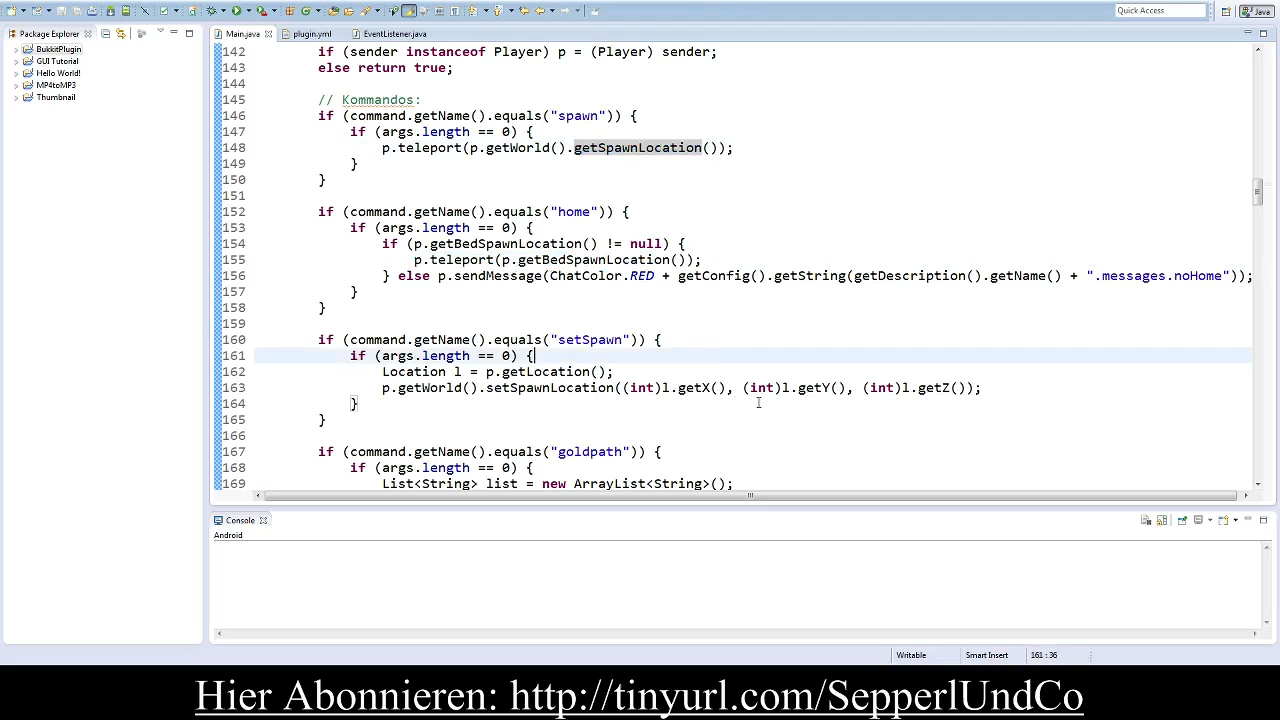 Quick Access
Java
Package Explorer
BukkitPlugin
GUI Tutorial
Hello World!
MP4toMP3
Thumbnail
Main.java
plugin.yml
EventListener.java
142 if (sender instanceof Player) p = (Player) sender;
143 else return true;
144
145 // Kommandos:
146 if (command.getName().equals("spawn")) {
147 if (args.length == 0) {
148 p.teleport(p.getWorld().getSpawnLocation());
149 }
150 }
151
152 if (command.getName().equals("home")) {
153 if (args.length == 0) {
154 if (p.getBedSpawnLocation() != null) {
155 p.teleport(p.getBedSpawnLocation());
156 } else p.sendMessage(ChatColor.RED + getConfig().getString(getDescription().getName() + ".messages.noHome"));
157 }
158 }
159
160 if (command.getName().equals("setSpawn")) {
161 if (args.length == 0) {
162 Location l = p.getLocation();
163 p.getWorld().setSpawnLocation((int)l.getX(), (int)l.getY(), (int)l.getZ());
164 }
165 }
166
167 if (command.getName().equals("goldpath")) {
168 if (args.length == 0) {
169 List<String> list = new ArrayList<String>();
Console
Android
Writable
Smart Insert
161 : 36
Hier Abonnieren: http://tinyurl.com/SepperlUndCo